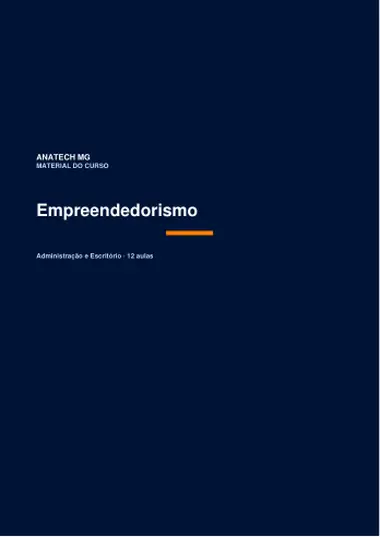 ANATECH MG
MATERIAL DO CURSO
Empreendedorismo
Administração e Escritório · 12 aulas